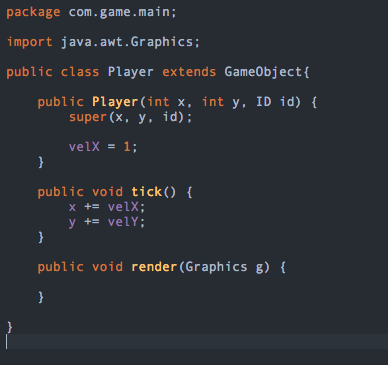 package com.game.main;
import java.awt.Graphics;
public class Player extends GameObject{
public Player(int x, int y, ID id) {
super(x, y, id);
velX = 1;
}
public void tick() {
x += velX;
y += velY;
}
public void render(Graphics g) {
}
}